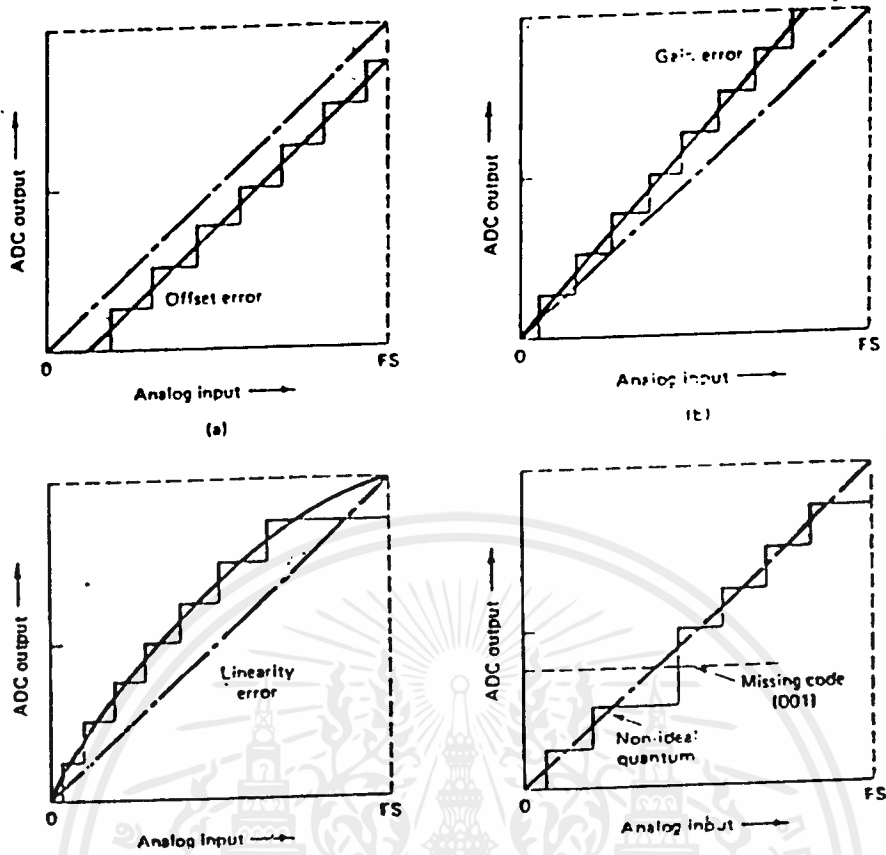 ADC output
Offset error
0
FS
Analog input
(a)
ADC output
Gain error
0
FS
Analog input
(b)
ADC output
Linearity
error
0
FS
Analog input
ADC output
Missing code
(001)
Non-ideal
quantum
0
FS
Analog input